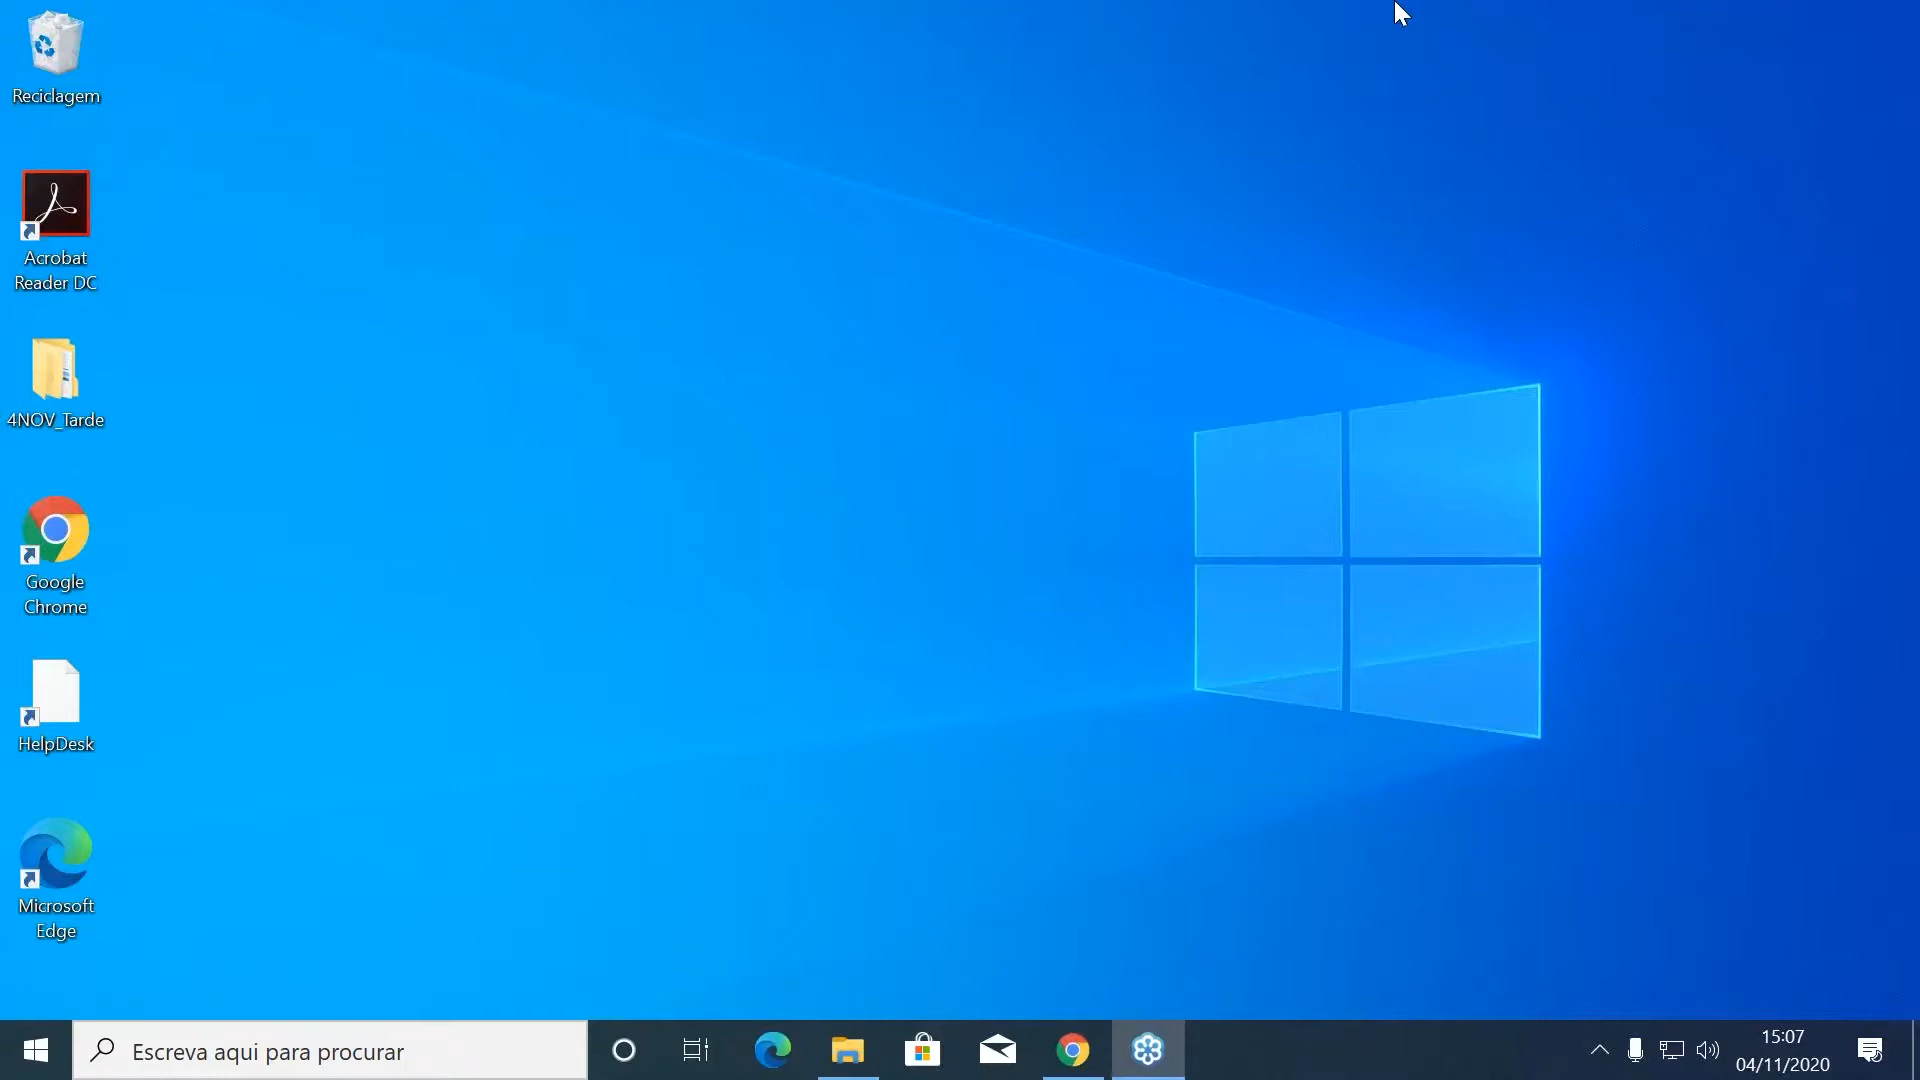 Reciclagem
Acrobat
Reader DC
4NOV_Tarde
Google
Chrome
HelpDesk
Microsoft
Edge
Escreva aqui para procurar
15:07
04/11/2020